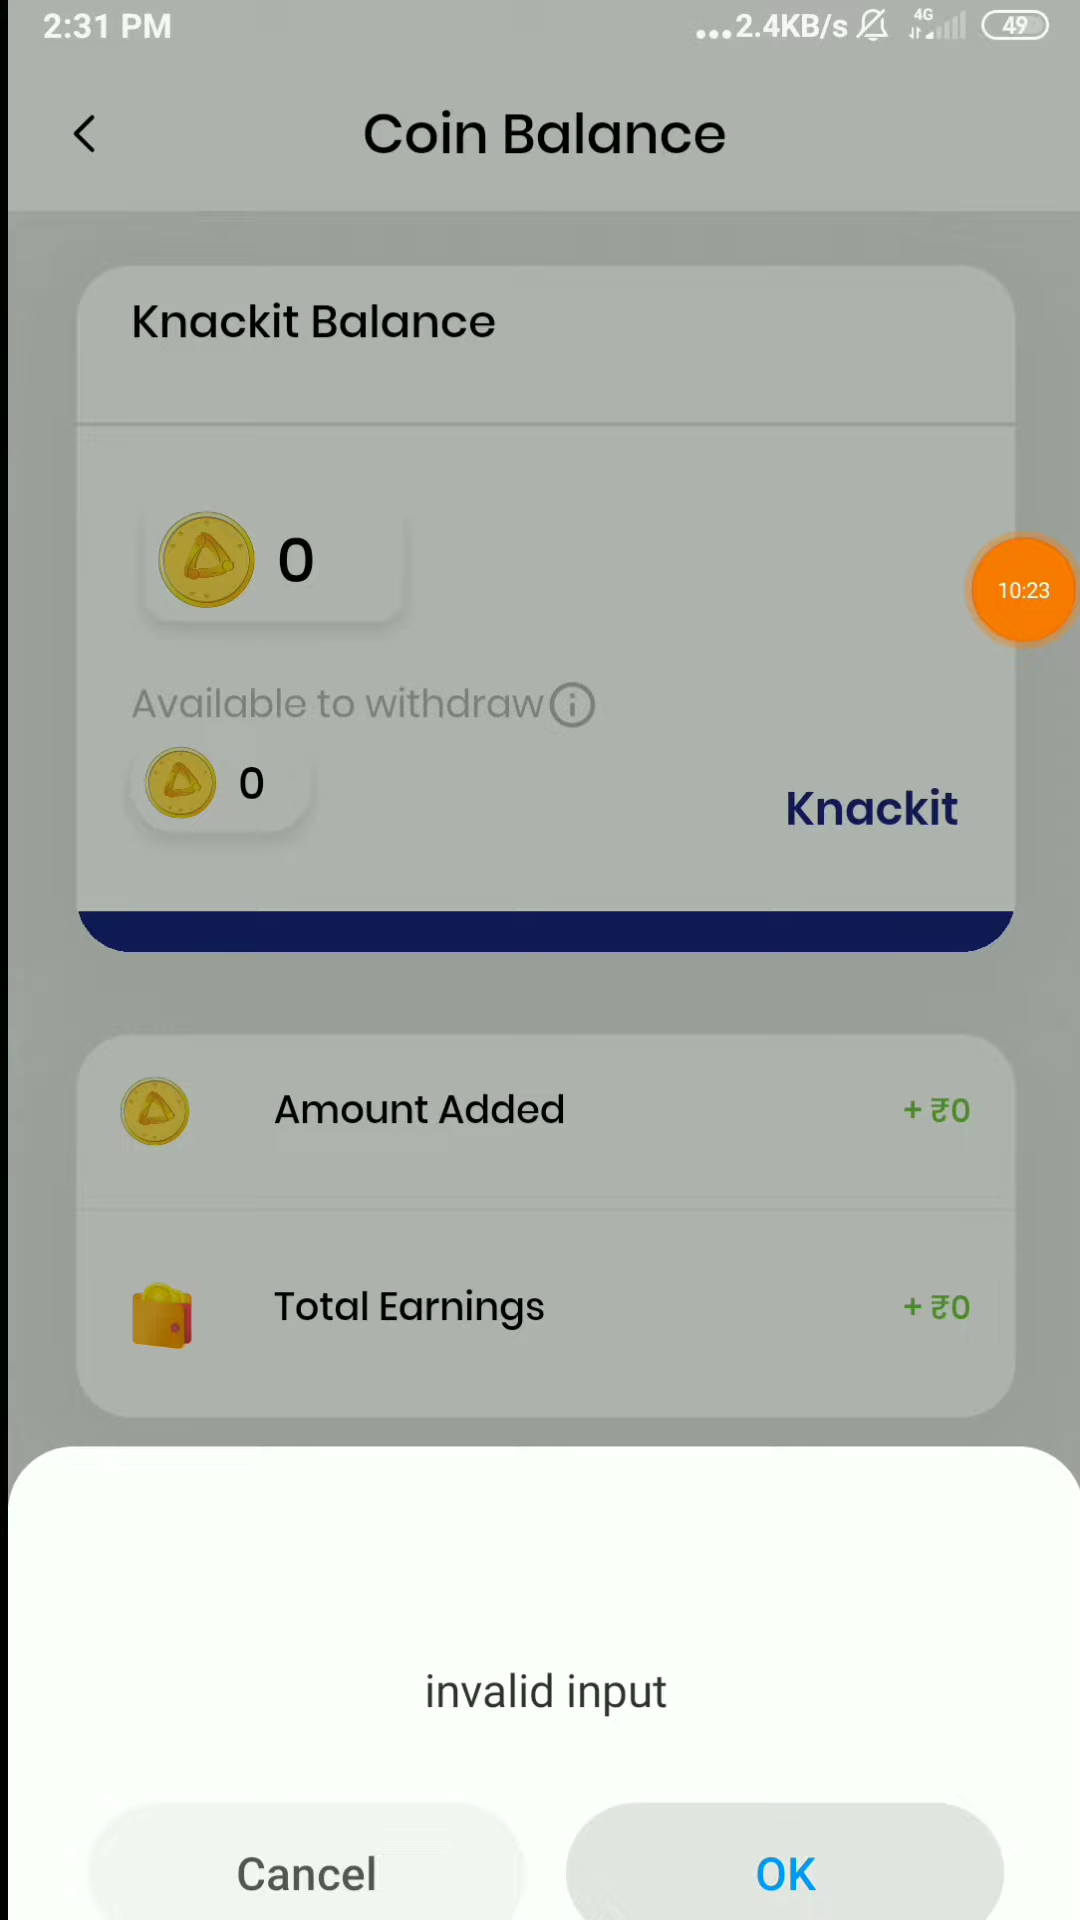 2:31 PM
...2.4KB/s 4G 49
Coin Balance
Knackit Balance
0
10:23
Available to withdraw
0
Knackit
Amount Added
+ ₹0
Total Earnings
+ ₹0
invalid input
Cancel
OK